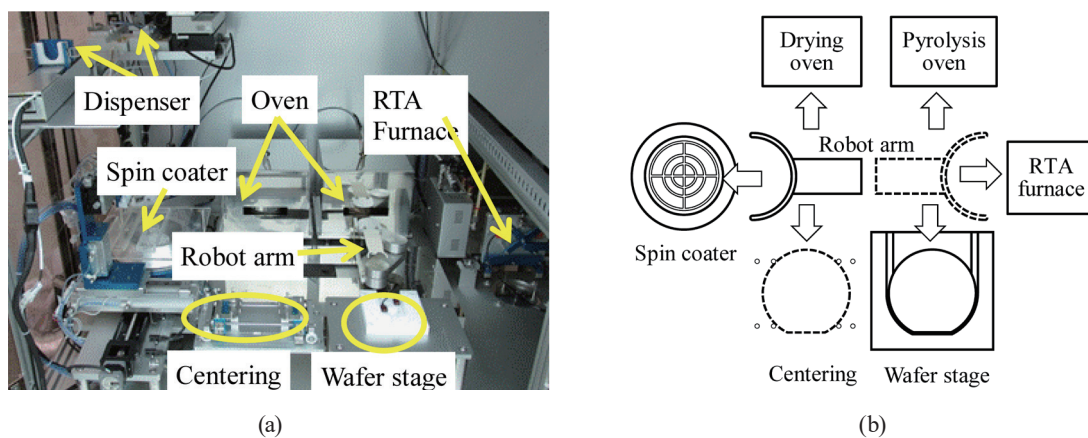 Dispenser
Oven
RTA
Furnace
Spin coater
Robot arm
Centering
Wafer stage
(a)
Drying
oven
Pyrolysis
oven
Robot arm
RTA
furnace
Spin coater
Centering
Wafer stage
(b)